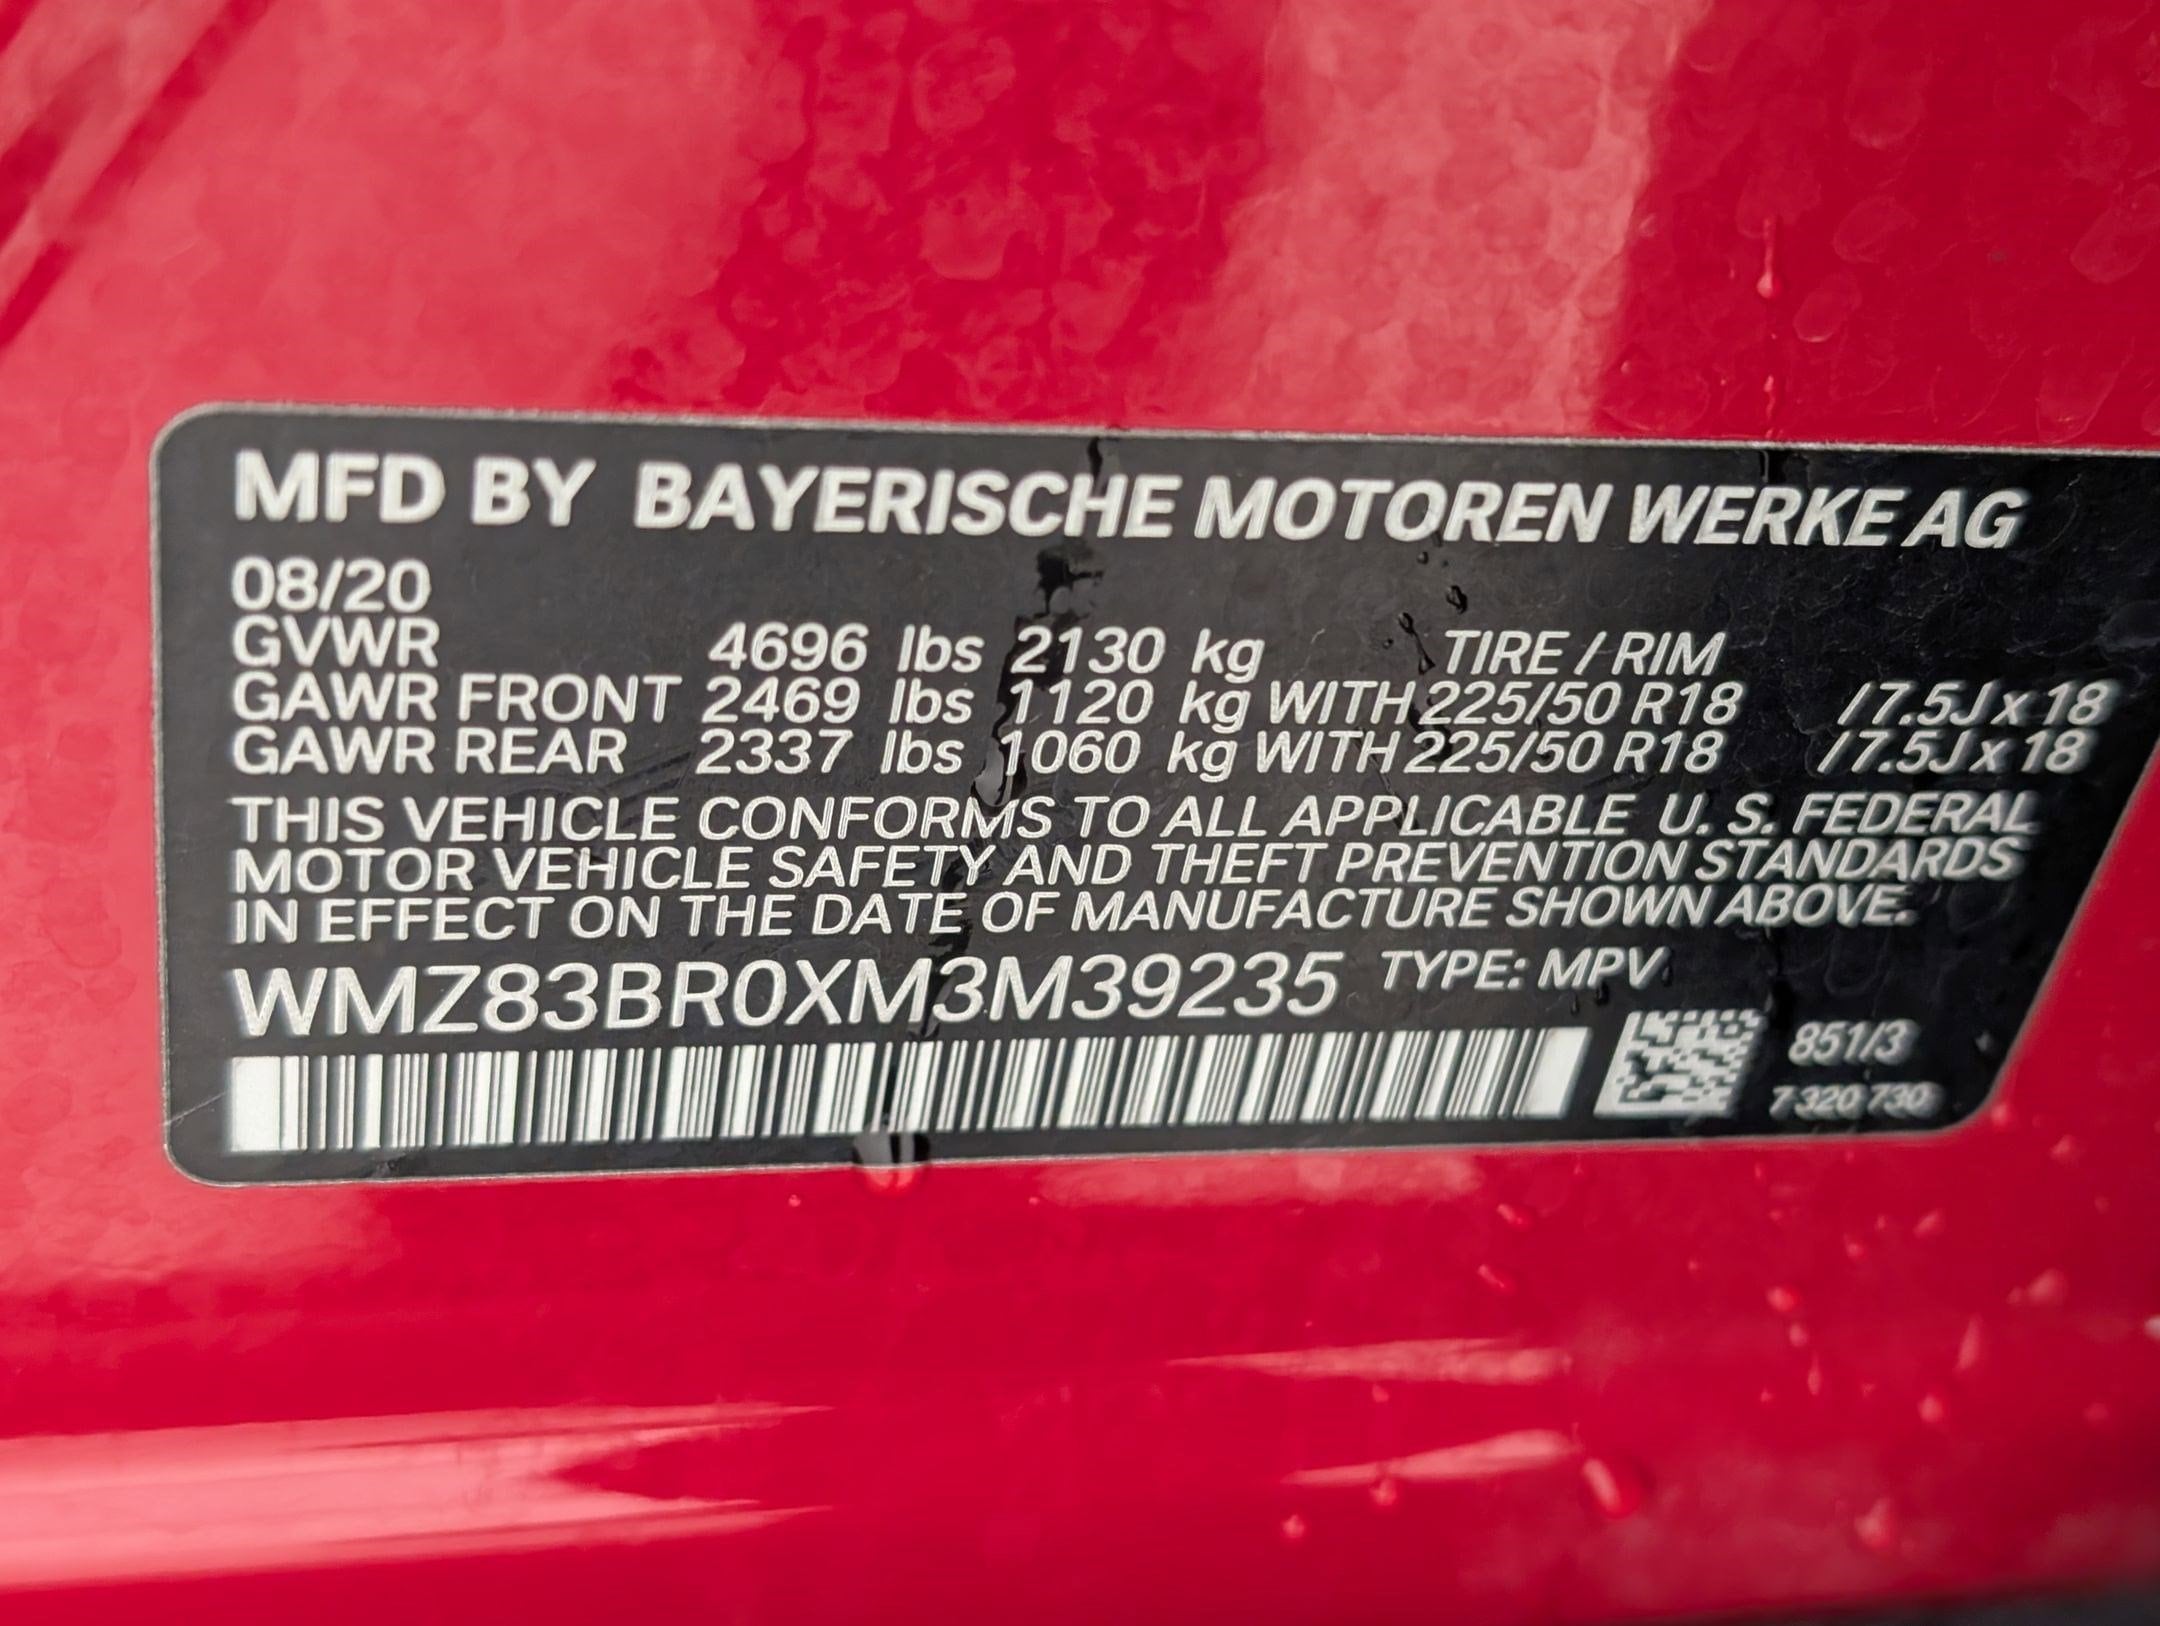 MFD BY BAYERISCHE MOTOREN WERKE AG
08/20
GVWR 4696 lbs 2130 kg TIRE / RIM
GAWR FRONT 2469 lbs 1120 kg WITH 225/50 R18 /7.5J x 18
GAWR REAR 2337 lbs 1060 kg WITH 225/50 R18 /7.5J x 18
THIS VEHICLE CONFORMS TO ALL APPLICABLE U. S. FEDERAL
MOTOR VEHICLE SAFETY AND THEFT PREVENTION STANDARDS
IN EFFECT ON THE DATE OF MANUFACTURE SHOWN ABOVE.
WMZ83BR0XM3M39235 TYPE: MPV
851/3
7 320 730